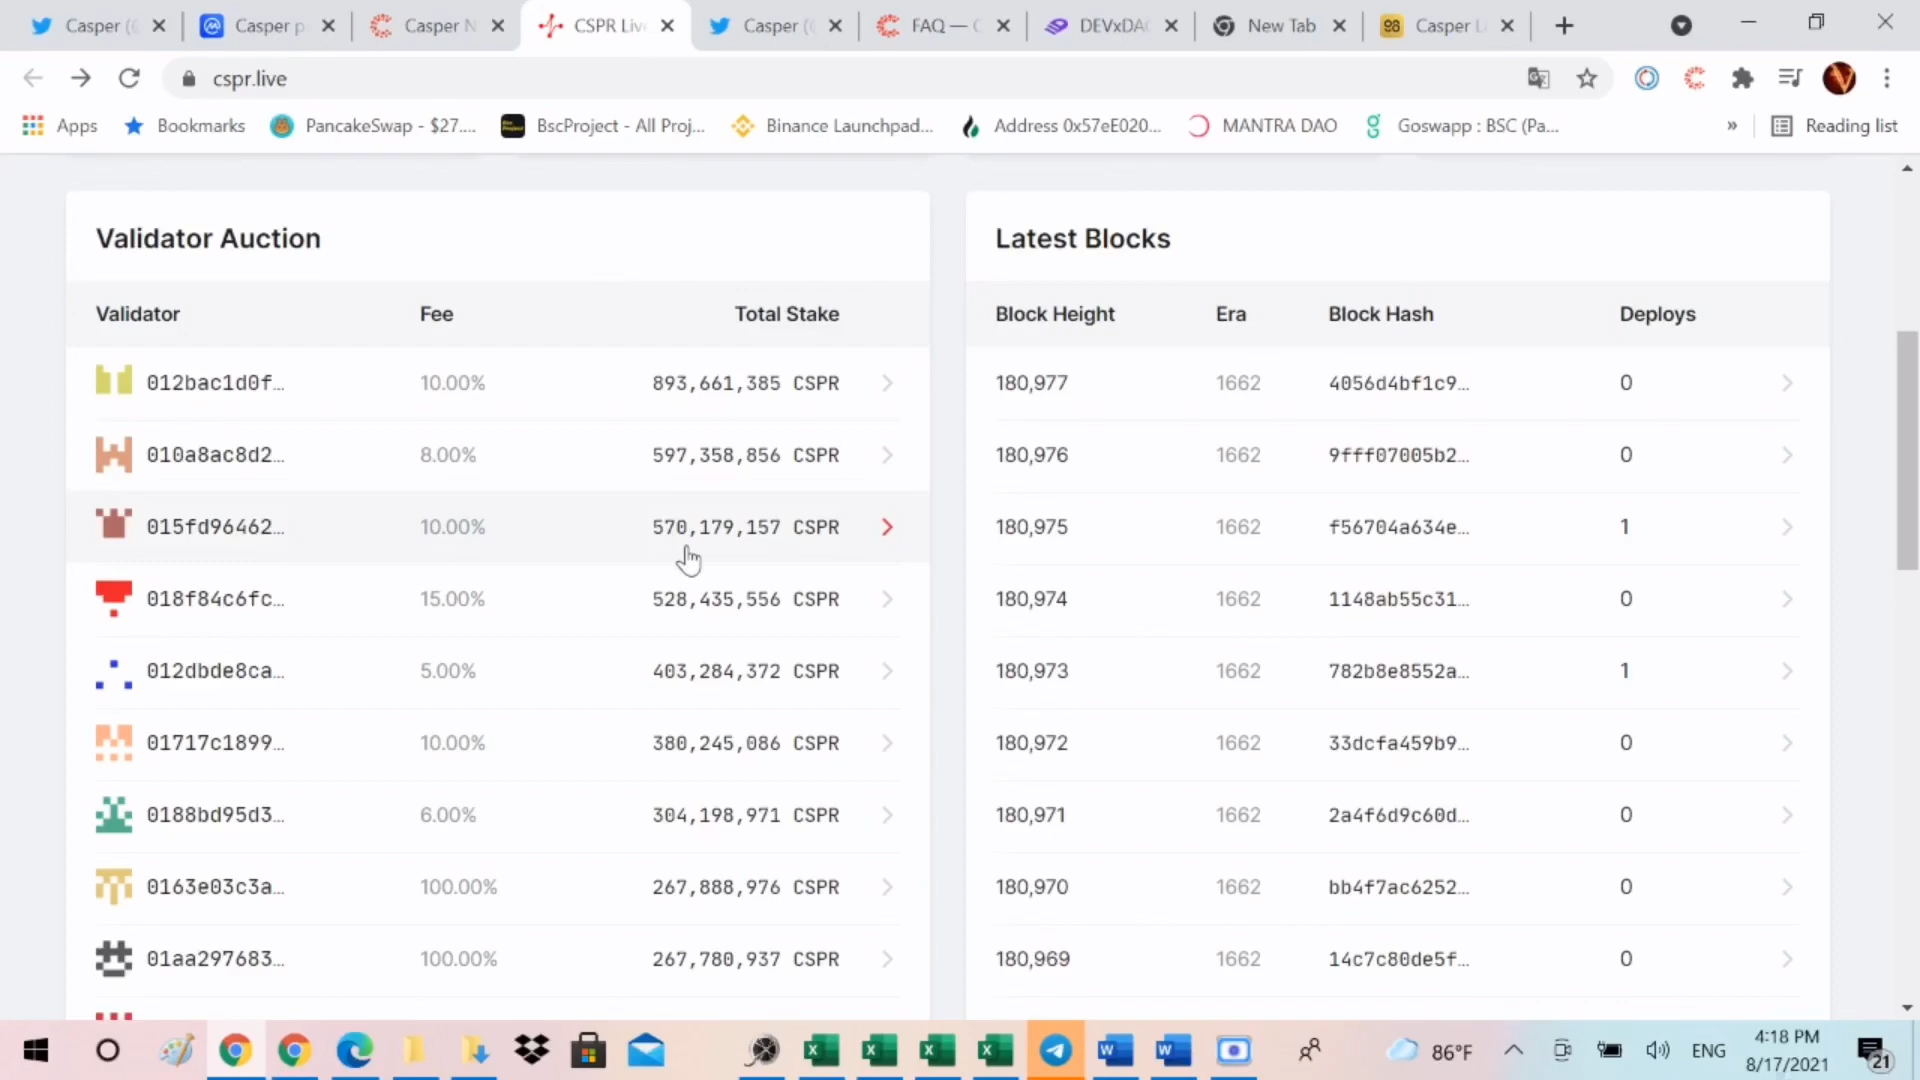 Casper ( Casper p Casper N CSPR Liv Casper ( FAQ — C DEVxDA New Tab 98 Casper L
cspr.live
Apps Bookmarks PancakeSwap - $27.... BscProject - All Proj... Binance Launchpad... Address 0x57eE020... MANTRA DAO Goswapp : BSC (Pa... » Reading list
Validator Auction
Validator Fee Total Stake
012bac1d0f… 10.00% 893,661,385 CSPR
010a8ac8d2… 8.00% 597,358,856 CSPR
015fd96462… 10.00% 570,179,157 CSPR
018f84c6fc… 15.00% 528,435,556 CSPR
012dbde8ca… 5.00% 403,284,372 CSPR
01717c1899… 10.00% 380,245,086 CSPR
0188bd95d3… 6.00% 304,198,971 CSPR
0163e03c3a… 100.00% 267,888,976 CSPR
01aa297683… 100.00% 267,780,937 CSPR
Latest Blocks
Block Height Era Block Hash Deploys
180,977 1662 4056d4bf1c9… 0
180,976 1662 9fff07005b2… 0
180,975 1662 f56704a634e… 1
180,974 1662 1148ab55c31… 0
180,973 1662 782b8e8552a… 1
180,972 1662 33dcfa459b9… 0
180,971 1662 2a4f6d9c60d… 0
180,970 1662 bb4f7ac6252… 0
180,969 1662 14c7c80de5f… 0
86°F ENG 4:18 PM
8/17/2021
21